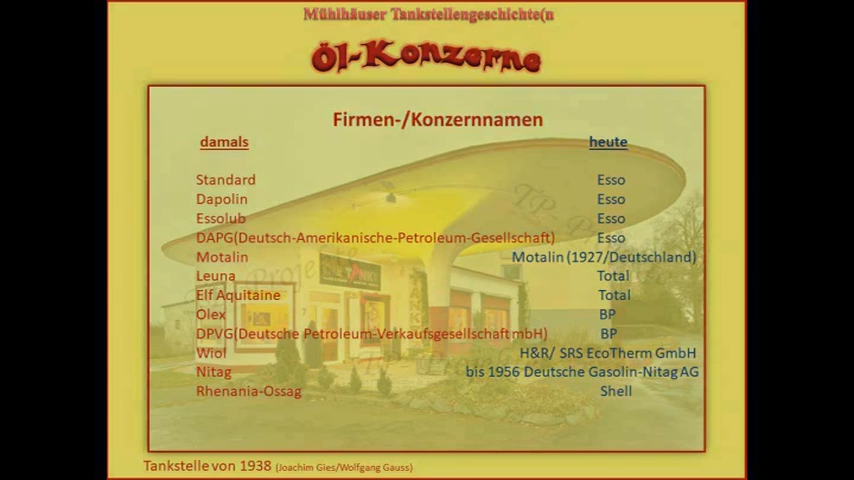 Mühlhäuser Tankstellengeschichte(n
Öl-Konzerne
Firmen-/Konzernnamen
damals heute
Standard Esso
Dapolin Esso
Essolub Esso
DAPG(Deutsch-Amerikanische-Petroleum-Gesellschaft) Esso
Motalin Motalin (1927/Deutschland)
Leuna Total
Elf Aquitaine Total
Olex BP
DPVG(Deutsche Petroleum-Verkaufsgesellschaft mbH) BP
Wiol H&R/ SRS EcoTherm GmbH
Nitag bis 1956 Deutsche Gasolin-Nitag AG
Rhenania-Ossag Shell
Tankstelle von 1938 (Joachim Gies/Wolfgang Gauss)